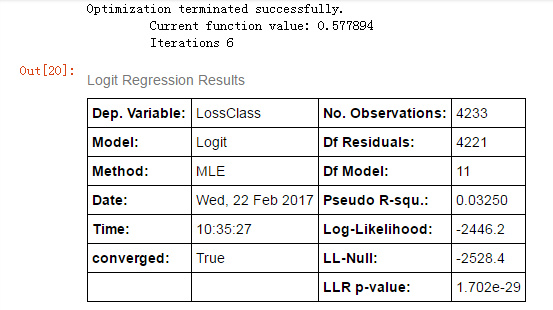 Optimization terminated successfully.
Current function value: 0.577894
Iterations 6
Out[20]:
Logit Regression Results
Dep. Variable: LossClass No. Observations: 4233
Model: Logit Df Residuals: 4221
Method: MLE Df Model: 11
Date: Wed, 22 Feb 2017 Pseudo R-squ.: 0.03250
Time: 10:35:27 Log-Likelihood: -2446.2
converged: True LL-Null: -2528.4
LLR p-value: 1.702e-29